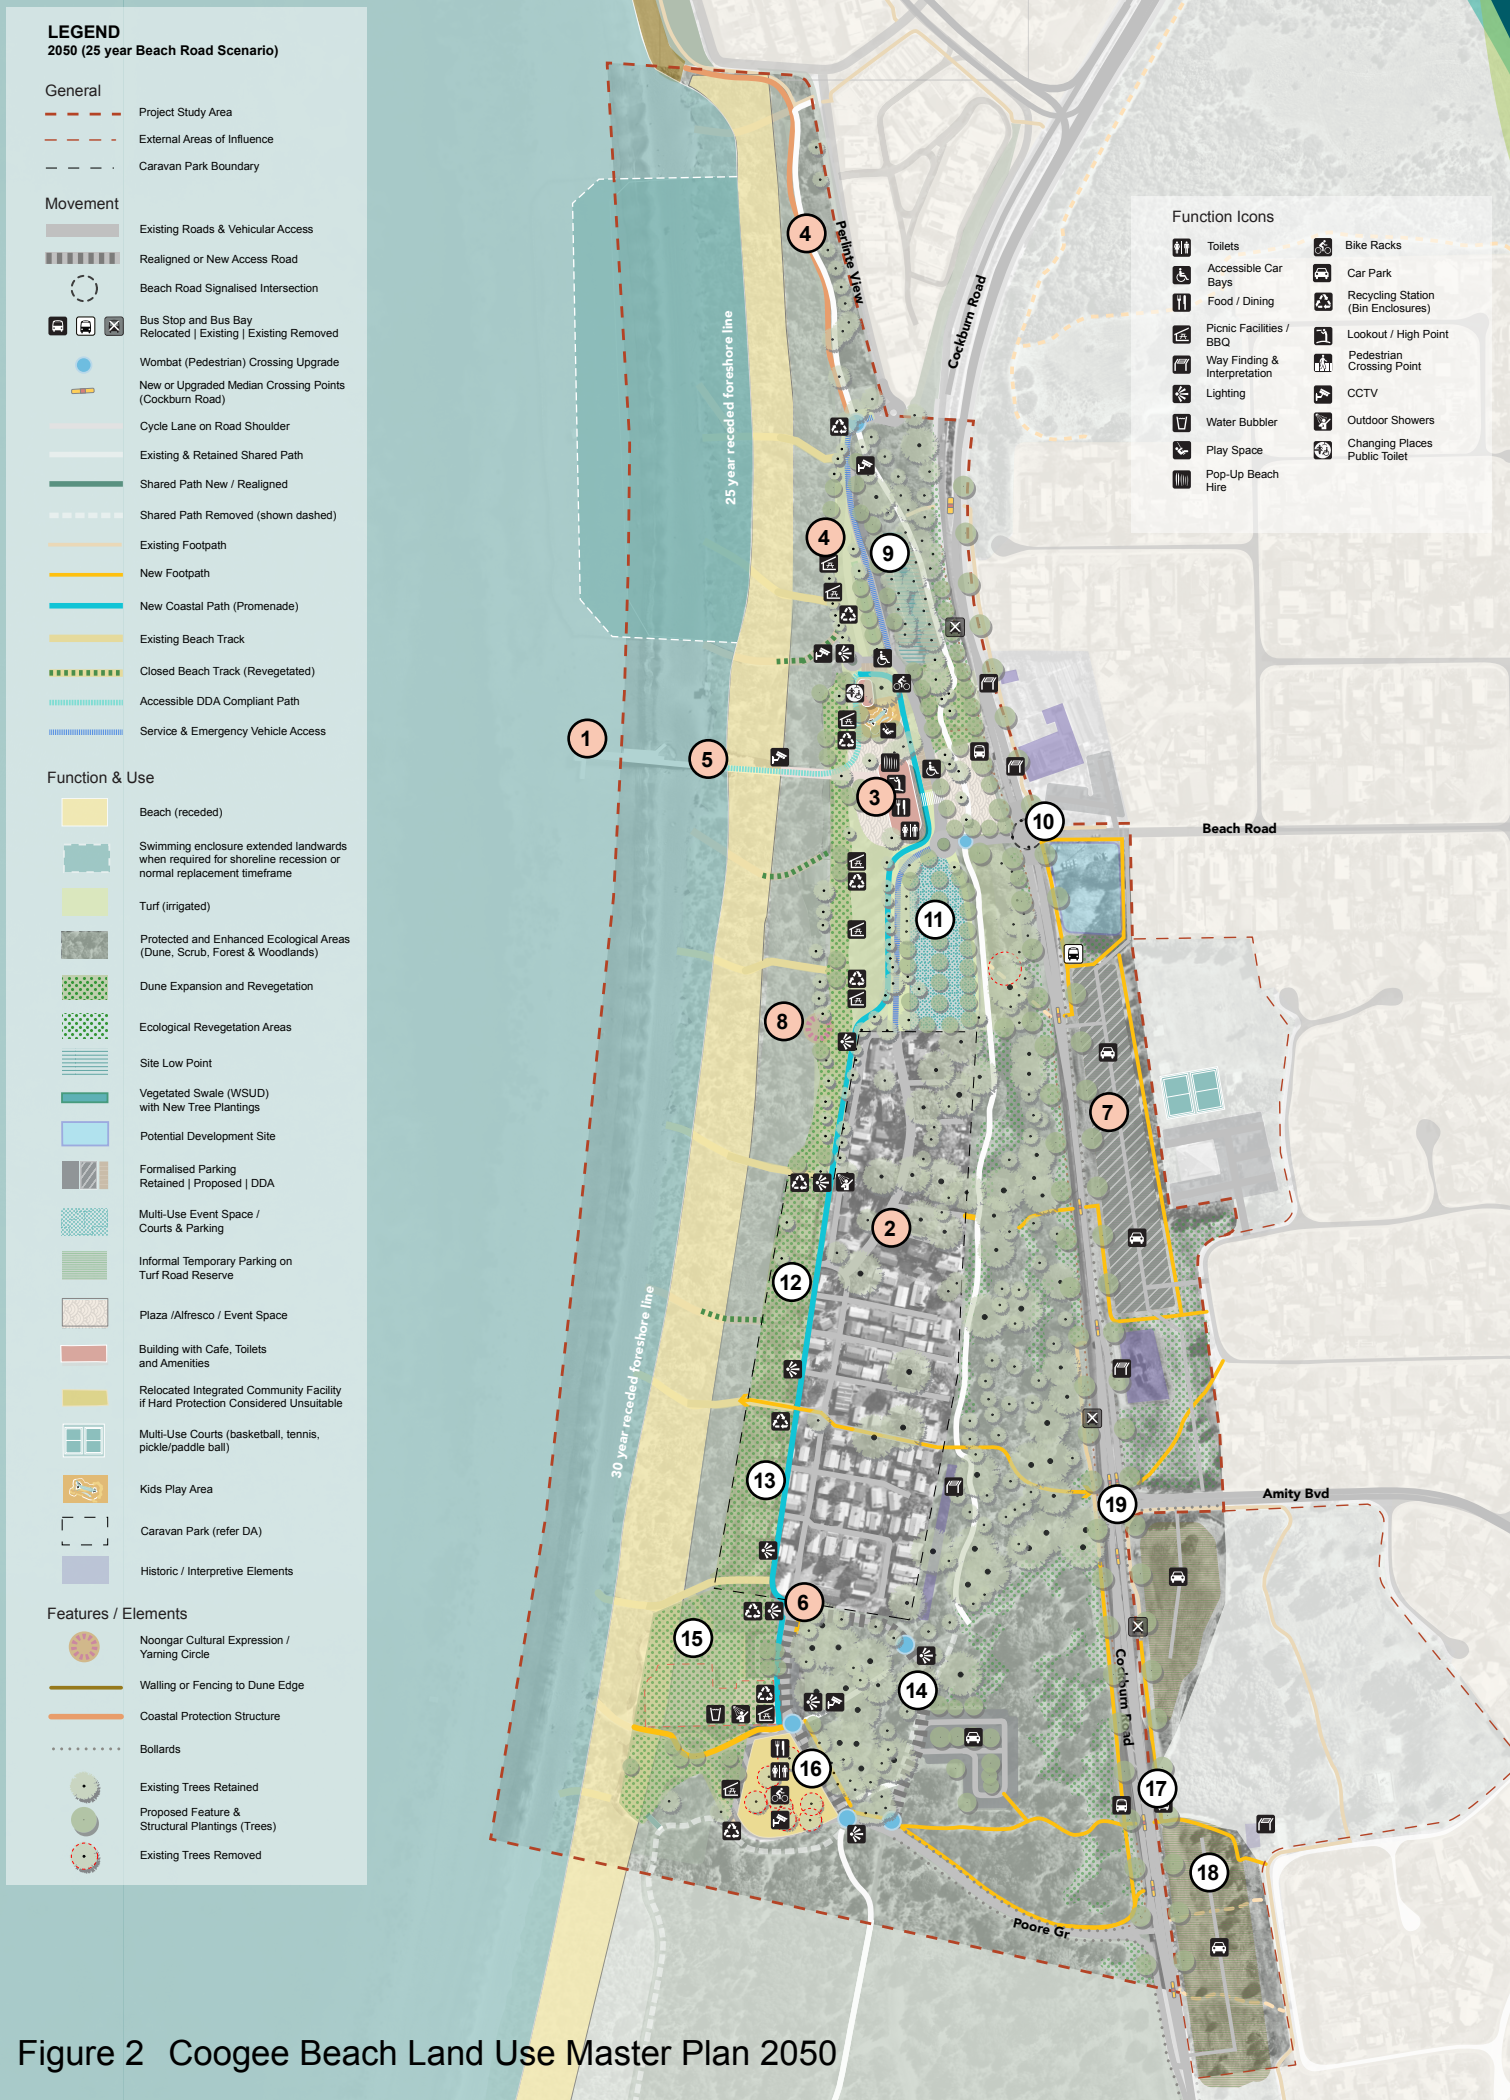 LEGEND
2050 (25 year Beach Road Scenario)
General
Project Study Area
External Areas of Influence
Caravan Park Boundary
Movement
Existing Roads & Vehicular Access
Realigned or New Access Road
Beach Road Signalised Intersection
Bus Stop and Bus Bay
Relocated | Existing | Existing Removed
Wombat (Pedestrian) Crossing Upgrade
New or Upgraded Median Crossing Points
(Cockburn Road)
Cycle Lane on Road Shoulder
Existing & Retained Shared Path
Shared Path New / Realigned
Shared Path Removed (shown dashed)
Existing Footpath
New Footpath
New Coastal Path (Promenade)
Existing Beach Track
Closed Beach Track (Revegetated)
Accessible DDA Compliant Path
Service & Emergency Vehicle Access
Function & Use
Beach (receded)
Swimming enclosure extended landwards
when required for shoreline recession or
normal replacement timeframe
Turf (irrigated)
Protected and Enhanced Ecological Areas
(Dune, Scrub, Forest & Woodlands)
Dune Expansion and Revegetation
Ecological Revegetation Areas
Site Low Point
Vegetated Swale (WSUD)
with New Tree Plantings
Potential Development Site
Formalised Parking
Retained | Proposed | DDA
Multi-Use Event Space /
Courts & Parking
Informal Temporary Parking on
Turf Road Reserve
Plaza /Alfresco / Event Space
Building with Cafe, Toilets
and Amenities
Relocated Integrated Community Facility
if Hard Protection Considered Unsuitable
Multi-Use Courts (basketball, tennis,
pickle/paddle ball)
Kids Play Area
Caravan Park (refer DA)
Historic / Interpretive Elements
Features / Elements
Noongar Cultural Expression /
Yarning Circle
Walling or Fencing to Dune Edge
Coastal Protection Structure
Bollards
Existing Trees Retained
Proposed Feature &
Structural Plantings (Trees)
Existing Trees Removed
Function Icons
Toilets
Accessible Car
Bays
Food / Dining
Picnic Facilities /
BBQ
Way Finding &
Interpretation
Lighting
Water Bubbler
Play Space
Pop-Up Beach
Hire
Bike Racks
Car Park
Recycling Station
(Bin Enclosures)
Lookout / High Point
Pedestrian
Crossing Point
CCTV
Outdoor Showers
Changing Places
Public Toilet
4
Perlinte View
Cockburn Road
25 year receded foreshore line
4
9
1
5
3
10
Beach Road
11
8
7
2
12
30 year receded foreshore line
13
19
Amity Bvd
6
15
14
Cockburn Road
16
17
18
Poore Gr
Figure 2 Coogee Beach Land Use Master Plan 2050